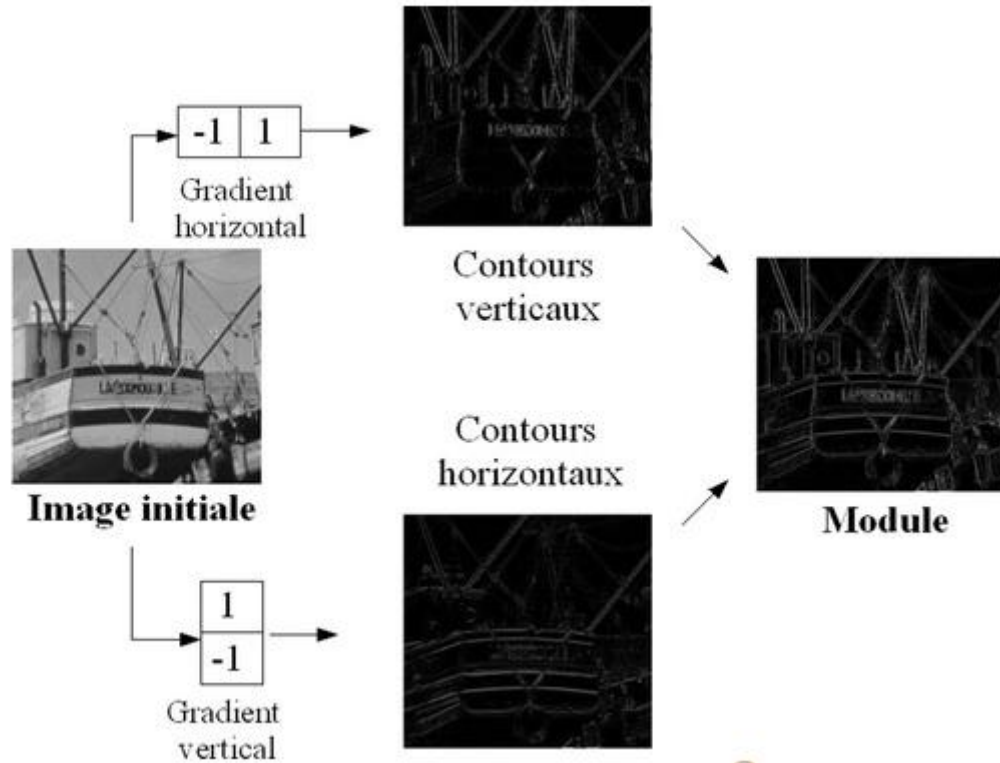 -1 1
Gradient
horizontal
Contours
verticaux
Image initiale
Contours
horizontaux
Module
1
-1
Gradient
vertical